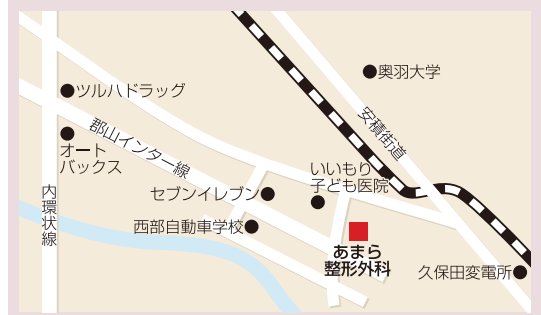 奥羽大学
ツルハドラッグ
安積街道
郡山インター線
オート
バックス
いいもり
子ども医院
セブンイレブン
内環状線
西部自動車学校
あまら
整形外科
久保田変電所